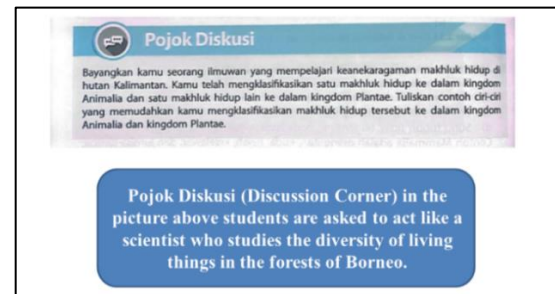 Pojok Diskusi
Bayangkan kamu seorang ilmuwan yang mempelajari keanekaragaman makhluk hidup di
hutan Kalimantan. Kamu telah mengklasifikasikan satu makhluk hidup ke dalam kingdom
Animalia dan satu makhluk hidup lain ke dalam kingdom Plantae. Tuliskan contoh ciri-ciri
yang memudahkan kamu mengklasifikasikan makhluk hidup tersebut ke dalam kingdom
Animalia dan kingdom Plantae.
Pojok Diskusi (Discussion Corner) in the
picture above students are asked to act like a
scientist who studies the diversity of living
things in the forests of Borneo.